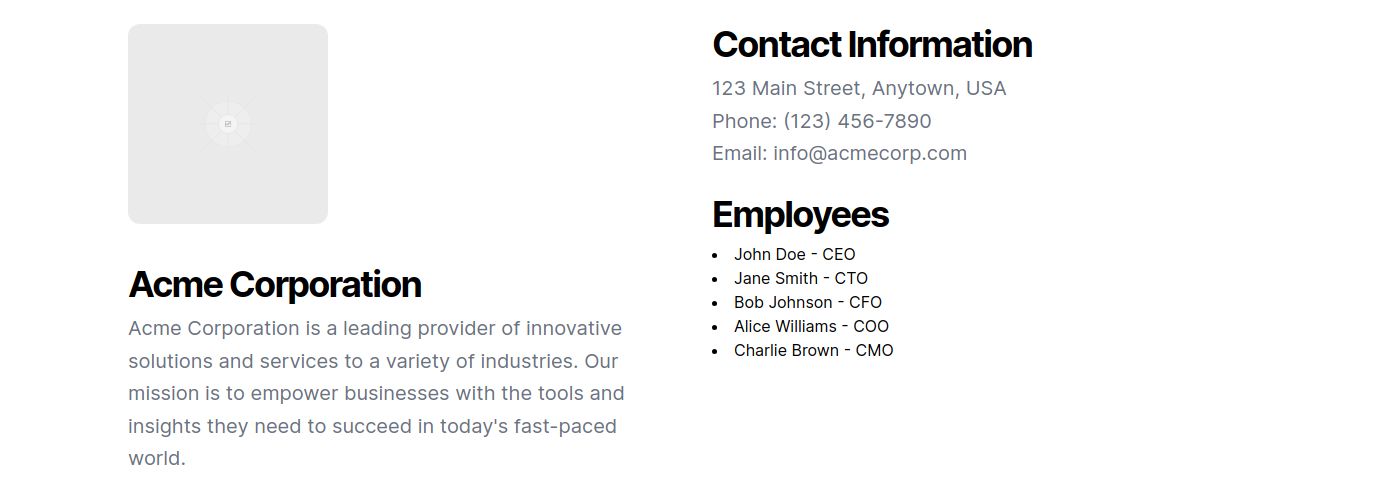 Acme Corporation
Acme Corporation is a leading provider of innovative
solutions and services to a variety of industries. Our
mission is to empower businesses with the tools and
insights they need to succeed in today's fast-paced
world.
Contact Information
123 Main Street, Anytown, USA
Phone: (123) 456-7890
Email: info@acmecorp.com
Employees
• John Doe - CEO
• Jane Smith - CTO
• Bob Johnson - CFO
• Alice Williams - COO
• Charlie Brown - CMO